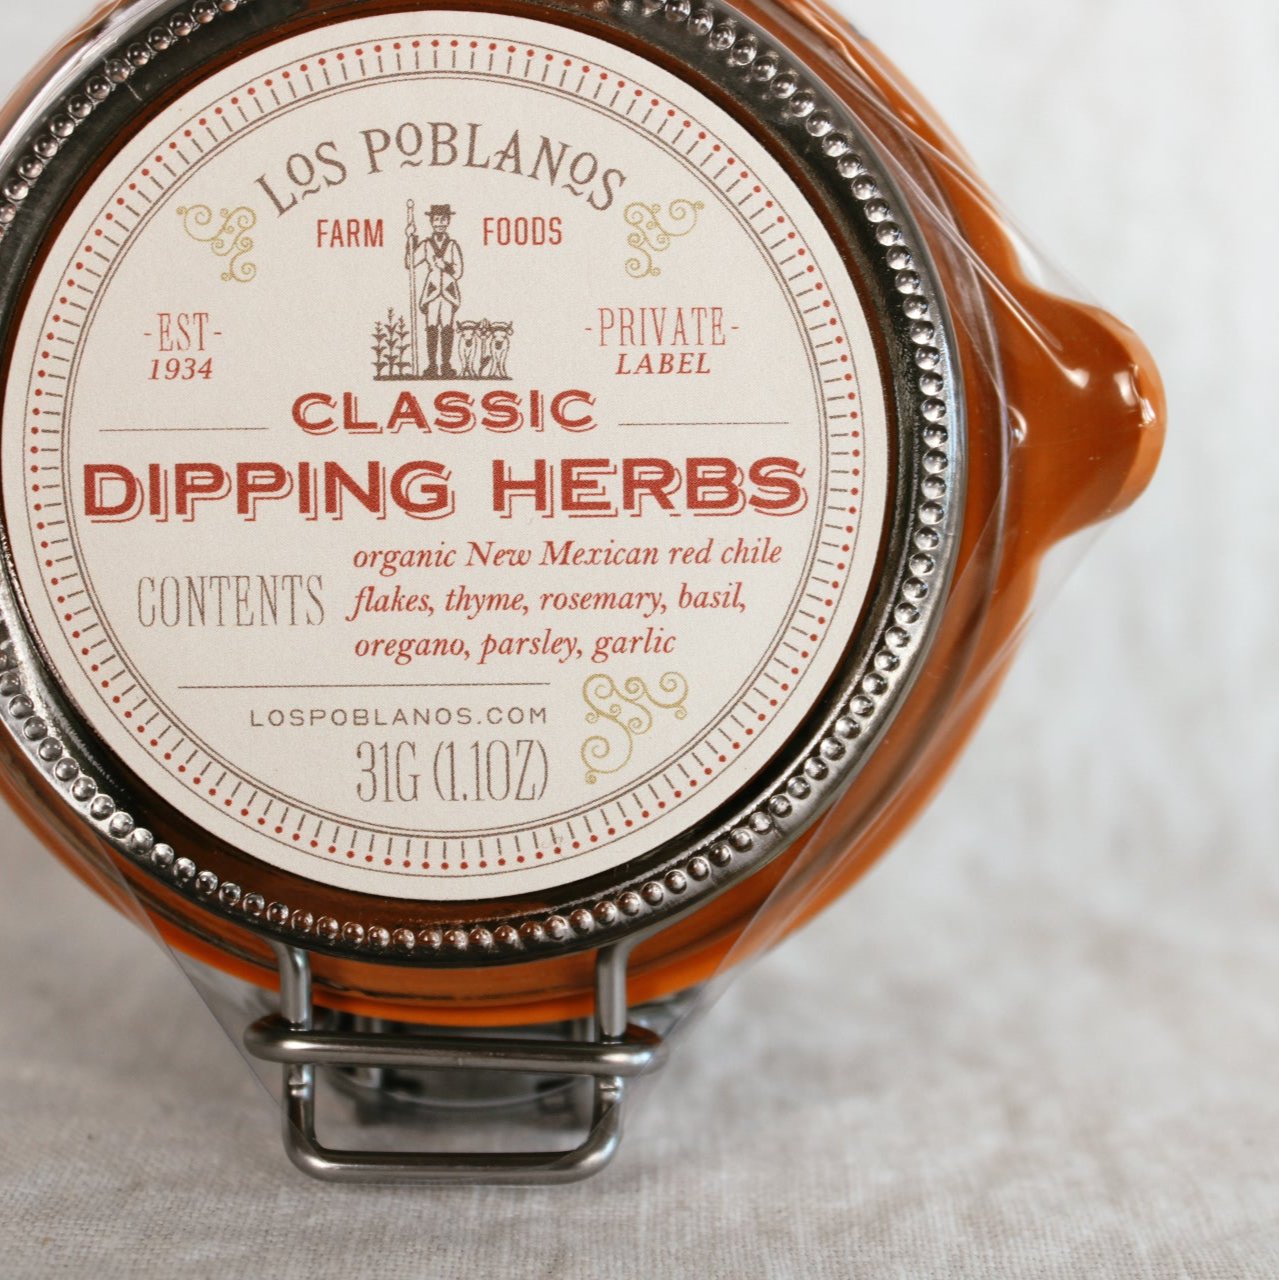 LOS POBLANOS
FARM FOODS
-EST- -PRIVATE-
1934 LABEL
CLASSIC
DIPPING HERBS
organic New Mexican red chile
CONTENTS flakes, thyme, rosemary, basil,
oregano, parsley, garlic
LOSPOBLANOS.COM
31G (1.1OZ)